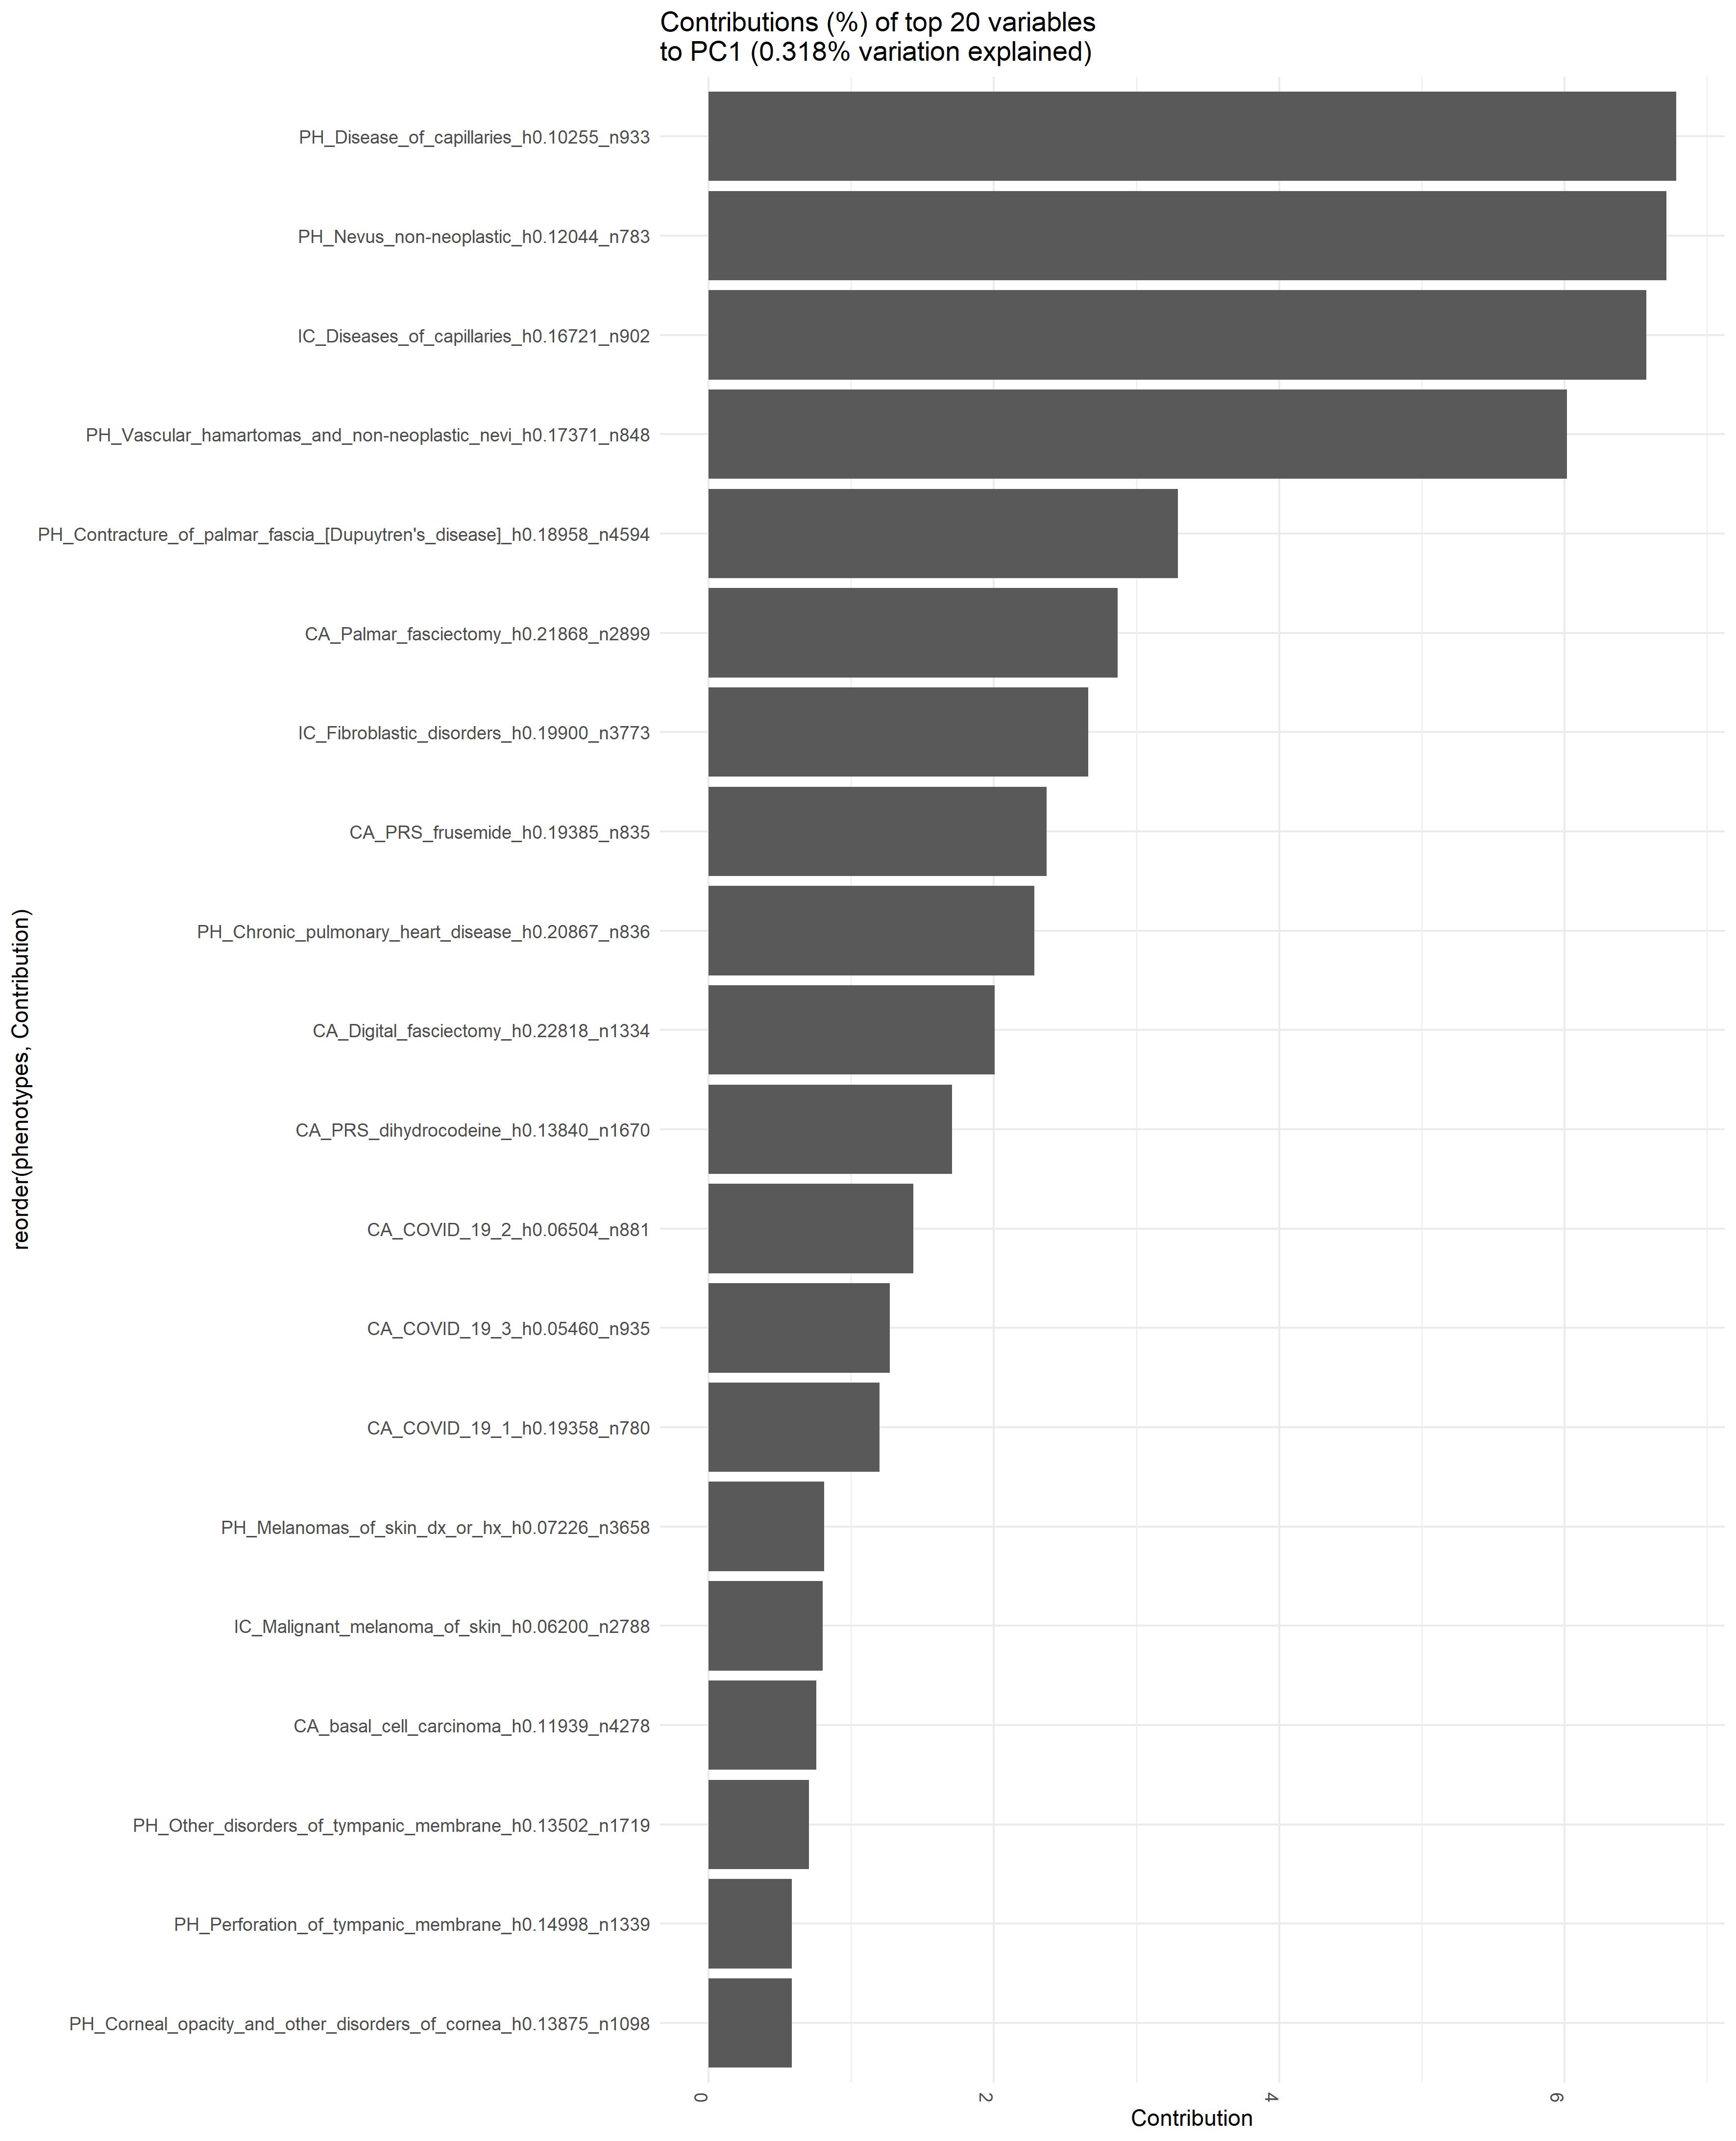 Contributions (%) of top 20 variables
to PC1 (0.318% variation explained)
PH_Disease_of_capillaries_h0.10255_n933
PH_Nevus_non-neoplastic_h0.12044_n783
IC_Diseases_of_capillaries_h0.16721_n902
PH_Vascular_hamartomas_and_non-neoplastic_nevi_h0.17371_n848
PH_Contracture_of_palmar_fascia_[Dupuytren's_disease]_h0.18958_n4594
CA_Palmar_fasciectomy_h0.21868_n2899
IC_Fibroblastic_disorders_h0.19900_n3773
CA_PRS_frusemide_h0.19385_n835
PH_Chronic_pulmonary_heart_disease_h0.20867_n836
CA_Digital_fasciectomy_h0.22818_n1334
CA_PRS_dihydrocodeine_h0.13840_n1670
CA_COVID_19_2_h0.06504_n881
CA_COVID_19_3_h0.05460_n935
CA_COVID_19_1_h0.19358_n780
PH_Melanomas_of_skin_dx_or_hx_h0.07226_n3658
IC_Malignant_melanoma_of_skin_h0.06200_n2788
CA_basal_cell_carcinoma_h0.11939_n4278
PH_Other_disorders_of_tympanic_membrane_h0.13502_n1719
PH_Perforation_of_tympanic_membrane_h0.14998_n1339
PH_Corneal_opacity_and_other_disorders_of_cornea_h0.13875_n1098
reorder(phenotypes, Contribution)
0 2 4 6
Contribution